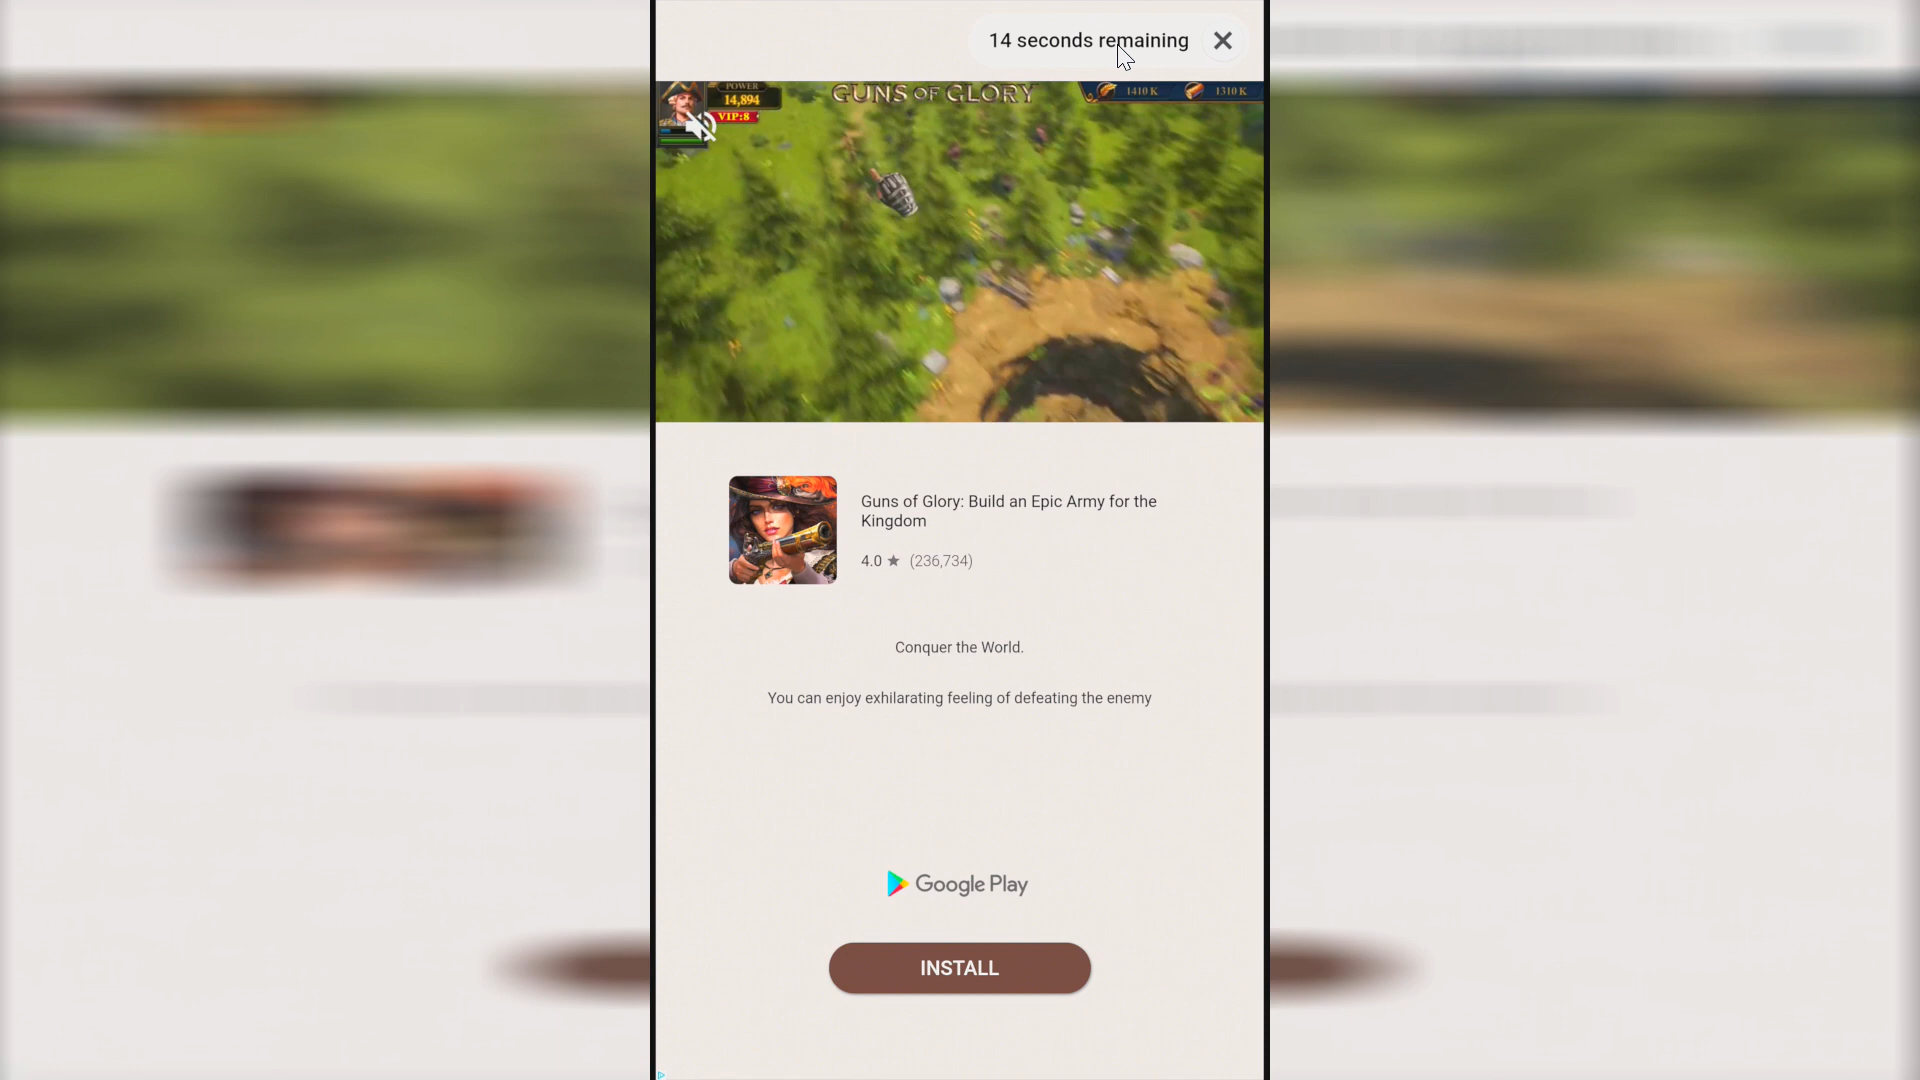 14 seconds remaining
POWER
14,894
VIP:8
GUNS OF GLORY
1410 K
1310 K
Guns of Glory: Build an Epic Army for the
Kingdom
4.0 ★ (236,734)
Conquer the World.
You can enjoy exhilarating feeling of defeating the enemy
Google Play
INSTALL